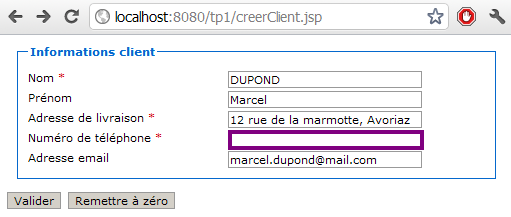 localhost:8080/tp1/creerClient.jsp
Informations client
Nom * DUPOND
Prénom Marcel
Adresse de livraison * 12 rue de la marmotte, Avoriaz
Numéro de téléphone *
Adresse email marcel.dupond@mail.com
Valider Remettre à zéro